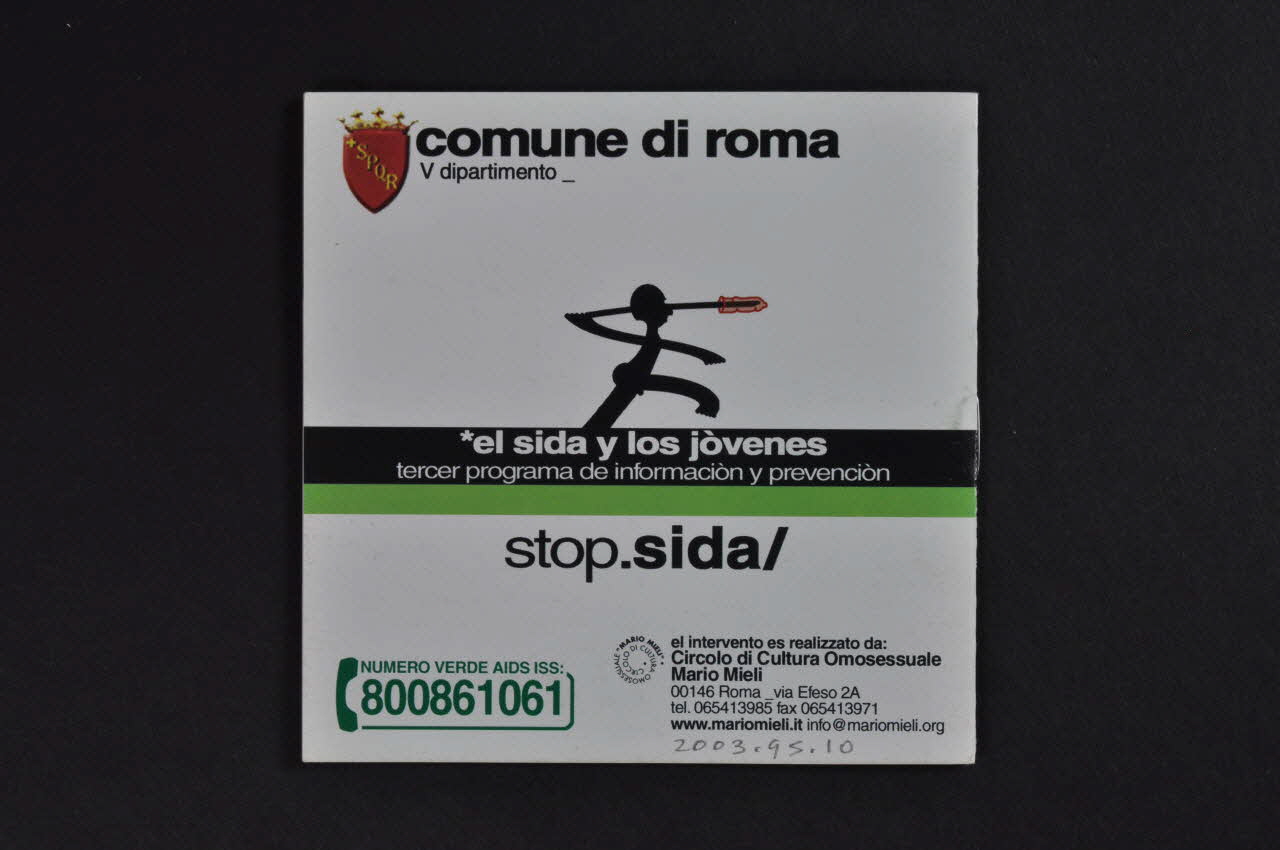 SPQR
comune di roma
V dipartimento _
*el sida y los jòvenes
tercer programa de informaciòn y prevenciòn
stop.sida/
NUMERO VERDE AIDS ISS:
800861061
"MARIO MIELI"
CIRCOLO DI CULTURA OMOSESSUALE
el intervento es realizzato da:
Circolo di Cultura Omosessuale
Mario Mieli
00146 Roma _via Efeso 2A
tel. 065413985 fax 065413971
www.mariomieli.it info@mariomieli.org
2003.95.10